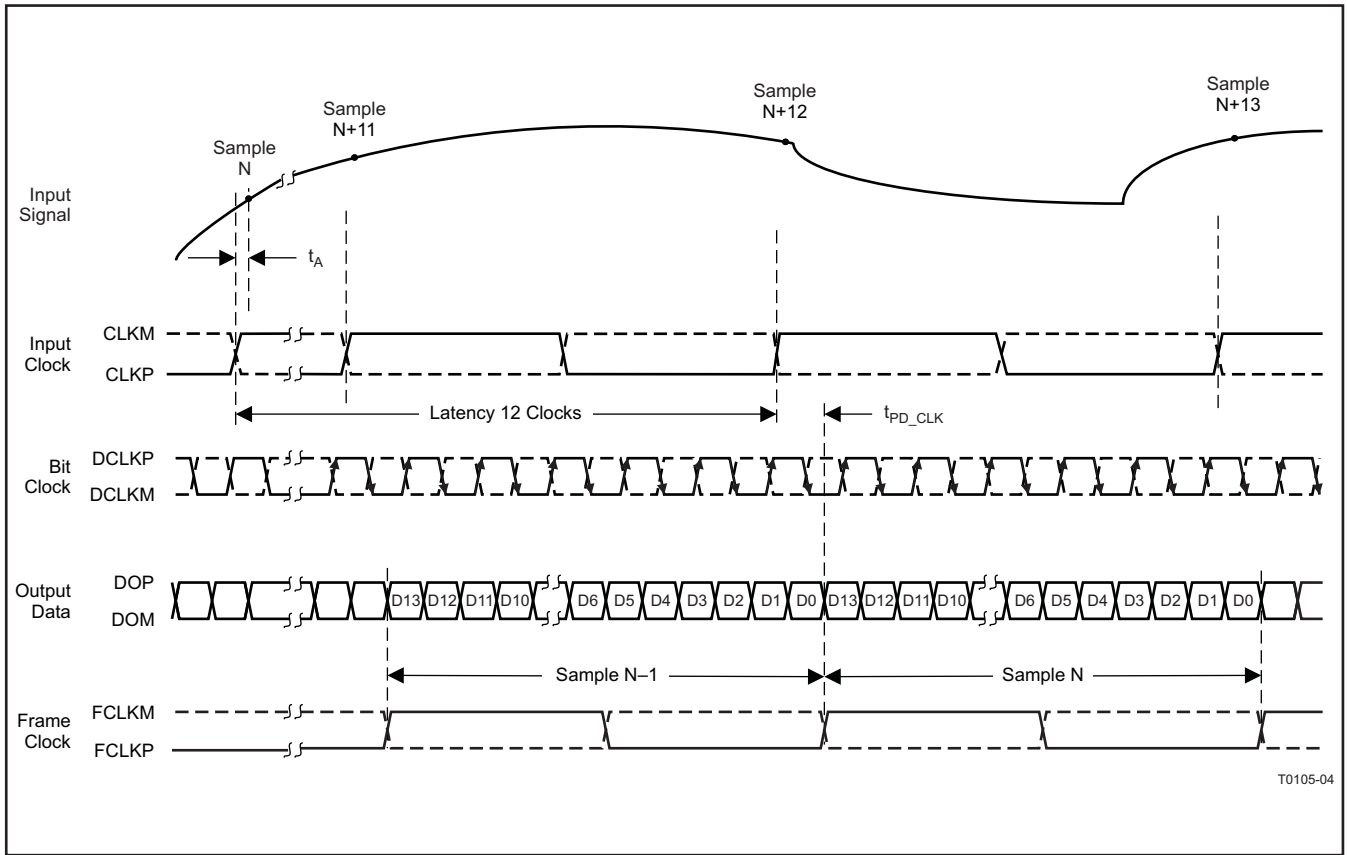 Sample
N
Sample
N+11
Sample
N+12
Sample
N+13
Input
Signal
tA
Input
Clock
CLKM
CLKP
Latency 12 Clocks
tPD_CLK
Bit
Clock
DCLKP
DCLKM
Output
Data
DOP
DOM
D13 D12 D11 D10 D6 D5 D4 D3 D2 D1 D0 D13 D12 D11 D10 D6 D5 D4 D3 D2 D1 D0
Sample N–1
Sample N
Frame
Clock
FCLKM
FCLKP
T0105-04